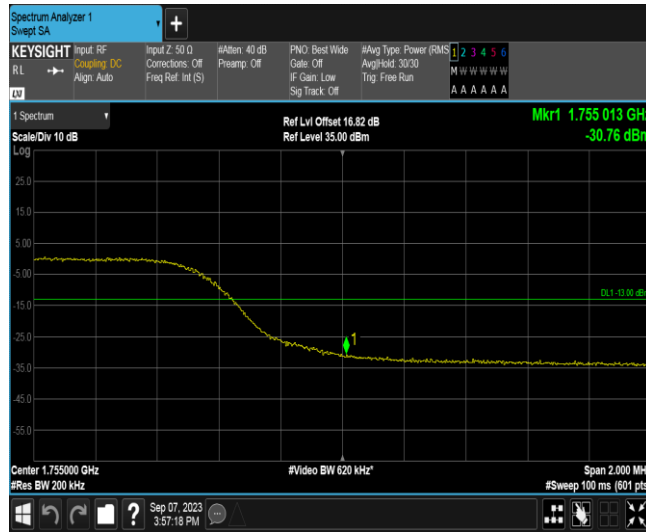 Spectrum Analyzer 1
Swept SA
KEYSIGHT
RL
LXI
Input: RF
Coupling: DC
Align: Auto
Input Z: 50 Ω
Corrections: Off
Freq Ref: Int (S)
#Atten: 40 dB
Preamp: Off
PNO: Best Wide
Gate: Off
IF Gain: Low
Sig Track: Off
#Avg Type: Power (RMS
Avg|Hold: 30/30
Trig: Free Run
1 2 3 4 5 6
M W W W W W
A A A A A A
1 Spectrum
Scale/Div 10 dB
Ref Lvl Offset 16.82 dB
Ref Level 35.00 dBm
Mkr1 1.755 013 GHz
-30.76 dBm
Log
25.0
15.0
5.00
-5.00
-15.0
-25.0
-35.0
-45.0
-55.0
DL1 -13.00 dBm
1
Center 1.755000 GHz
#Res BW 200 kHz
#Video BW 620 kHz*
Span 2.000 MH
#Sweep 100 ms (601 pts
?
Sep 07, 2023
3:57:18 PM